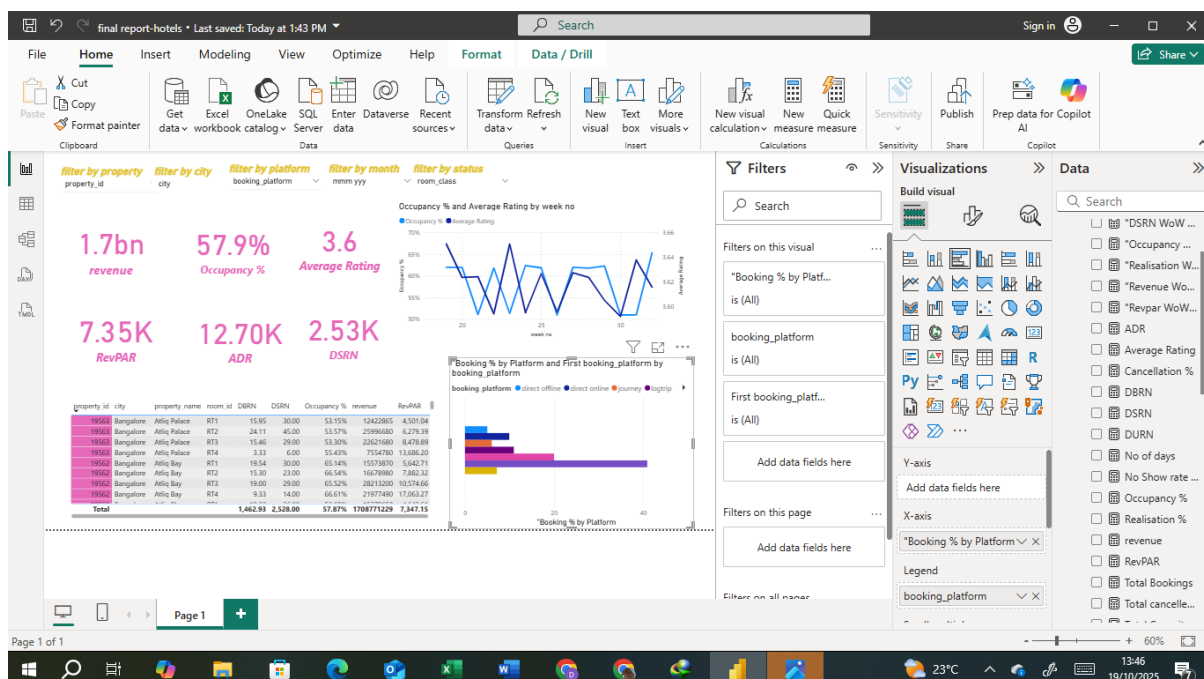 final report-hotels • Last saved: Today at 1:43 PM
Search
Sign in
File Home Insert Modeling View Optimize Help Format Data / Drill
Share
Paste
Cut
Copy
Format painter
Clipboard
Get data
Excel workbook
OneLake catalog
SQL Server
Enter data
Dataverse
Recent sources
Data
Transform data
Refresh
Queries
New visual
Text box
More visuals
Insert
New visual calculation
New measure
Quick measure
Calculations
Sensitivity
Sensitivity
Publish
Share
Prep data for AI
Copilot
Copilot
filter by property filter by city filter by platform filter by month filter by status
property_id city booking_platform mmm yyy room_class
1.7bn
revenue
57.9%
Occupancy %
3.6
Average Rating
7.35K
RevPAR
12.70K
ADR
2.53K
DSRN
Occupancy % and Average Rating by week no
Occupancy % Average Rating
70%
65%
60%
55%
50%
Occupancy %
3.66
3.64
3.62
3.60
Average Rating
20 25 30
week no
"Booking % by Platform and First booking_platform by
booking_platform
booking_platform direct offline direct online journey logtrip
0 20 40
"Booking % by Platform
property_id city property_name room_id DBRN DSRN Occupancy % revenue RevPAR
19563 Bangalore Atliq Palace RT1 15.95 30.00 53.15% 12422865 4,501.04
19563 Bangalore Atliq Palace RT2 24.11 45.00 53.57% 25996680 6,279.39
19563 Bangalore Atliq Palace RT3 15.46 29.00 53.30% 22621680 8,478.89
19563 Bangalore Atliq Palace RT4 3.33 6.00 55.43% 7554780 13,686.20
19562 Bangalore Atliq Bay RT1 19.54 30.00 65.14% 15573870 5,642.71
19562 Bangalore Atliq Bay RT2 15.30 23.00 66.54% 16678980 7,882.32
19562 Bangalore Atliq Bay RT3 19.00 29.00 65.52% 28213200 10,574.66
19562 Bangalore Atliq Bay RT4 9.33 14.00 66.61% 21977490 17,063.27
Total 1,462.93 2,528.00 57.87% 1708771229 7,347.15
Filters
Search
Filters on this visual
"Booking % by Platf...
is (All)
booking_platform
is (All)
First booking_platf...
is (All)
Add data fields here
Filters on this page
Add data fields here
Filters on all pages
Visualizations
Build visual
Y-axis
Add data fields here
X-axis
"Booking % by Platform
Legend
booking_platform
Data
Search
"DSRN WoW ...
"Occupancy ...
"Realisation W...
"Revenue Wo...
"Revpar WoW...
ADR
Average Rating
Cancellation %
DBRN
DSRN
DURN
No of days
No Show rate ...
Occupancy %
Realisation %
revenue
RevPAR
Total Bookings
Total cancelle...
Page 1
Page 1 of 1
60%
23°C
13:46
19/10/2025